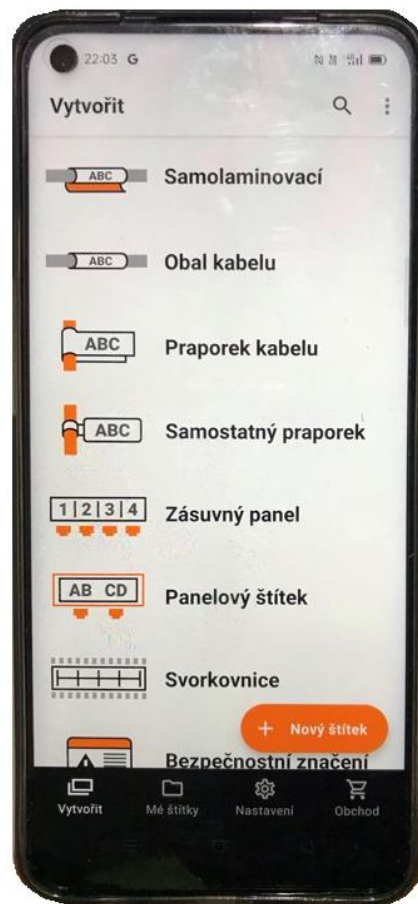 22:03 G
Vytvořit
ABC Samolaminovací
ABC Obal kabelu
ABC Praporek kabelu
ABC Samostatný praporek
1|2|3|4 Zásuvný panel
AB CD Panelový štítek
Svorkovnice
+ Nový štítek
Bezpečnostní značení
Vytvořit Mé štítky Nastavení Obchod